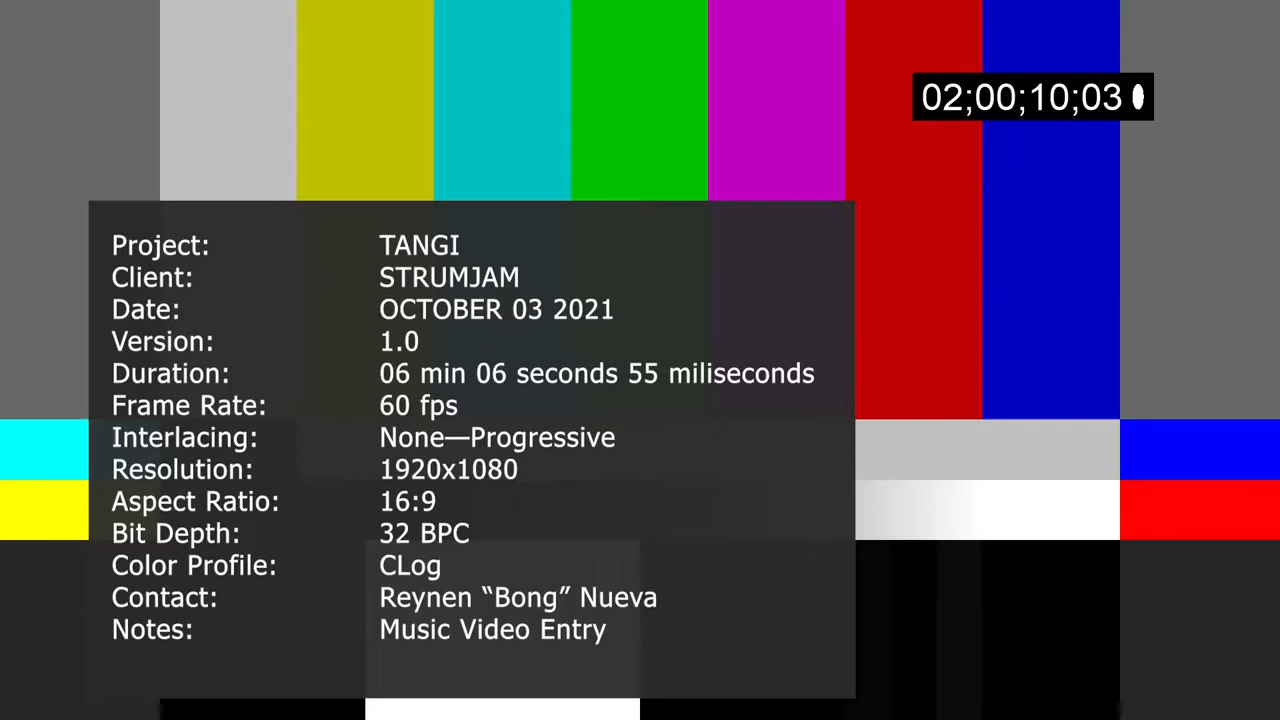 02;00;10;03
Project: TANGI
Client: STRUMJAM
Date: OCTOBER 03 2021
Version: 1.0
Duration: 06 min 06 seconds 55 miliseconds
Frame Rate: 60 fps
Interlacing: None—Progressive
Resolution: 1920x1080
Aspect Ratio: 16:9
Bit Depth: 32 BPC
Color Profile: CLog
Contact: Reynen “Bong” Nueva
Notes: Music Video Entry